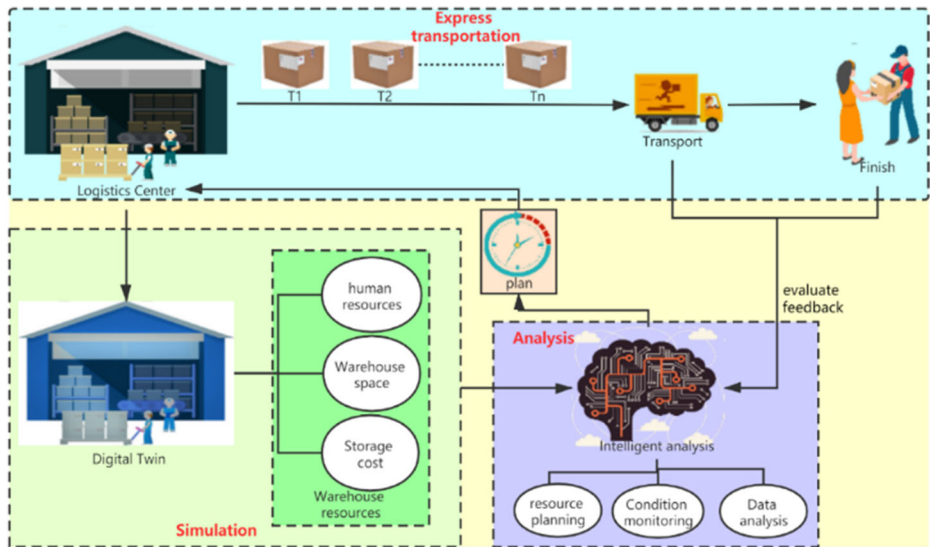 Express
transportation
T1
T2
Tn
Transport
Finish
Logistics Center
plan
evaluate
feedback
human
resources
Warehouse
space
Storage
cost
Warehouse
resources
Digital Twin
Simulation
Analysis
Intelligent analysis
resource
planning
Condition
monitoring
Data
analysis